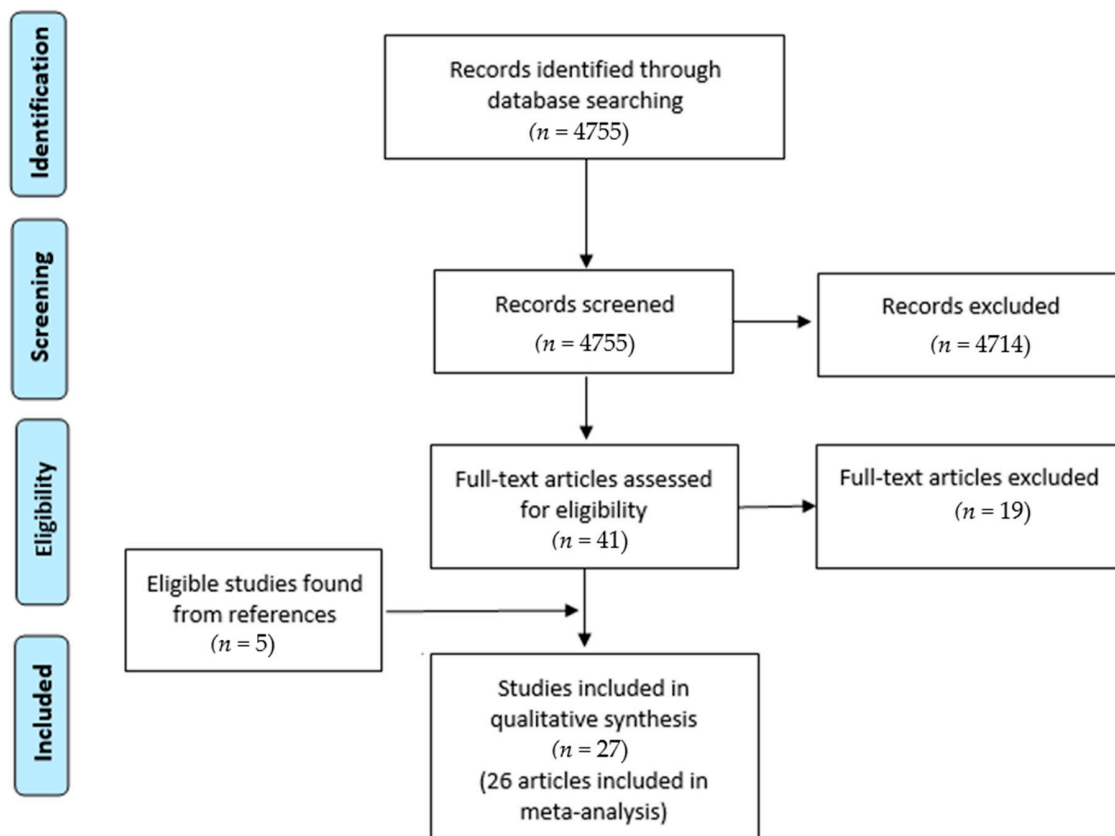 Identification
Records identified through
database searching
(n = 4755)
Screening
Records screened
(n = 4755)
Records excluded
(n = 4714)
Eligibility
Full-text articles assessed
for eligibility
(n = 41)
Full-text articles excluded
(n = 19)
Eligible studies found
from references
(n = 5)
Included
Studies included in
qualitative synthesis
(n = 27)
(26 articles included in
meta-analysis)